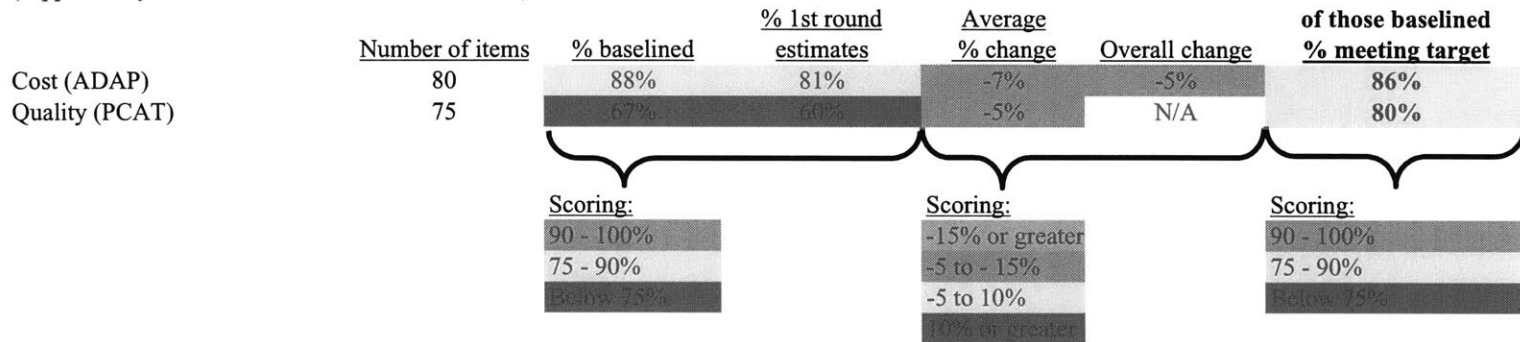 % 1st round Average of those baselined
Number of items % baselined estimates % change Overall change % meeting target
Cost (ADAP) 80 88% 81% -7% -5% 86%
Quality (PCAT) 75 67% 60% -5% N/A 80%
Scoring: Scoring: Scoring:
90 - 100% -15% or greater 90 - 100%
75 - 90% -5 to - 15% 75 - 90%
Below 75% -5 to 10% Below 75%
10% or greater